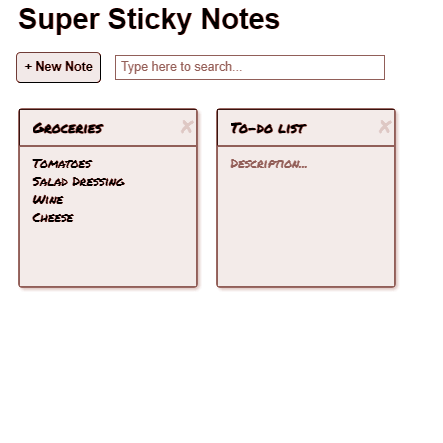 Super Sticky Notes
+ New Note
Type here to search...
Groceries
Tomatoes
Salad Dressing
Wine
Cheese
To-do list
Description...